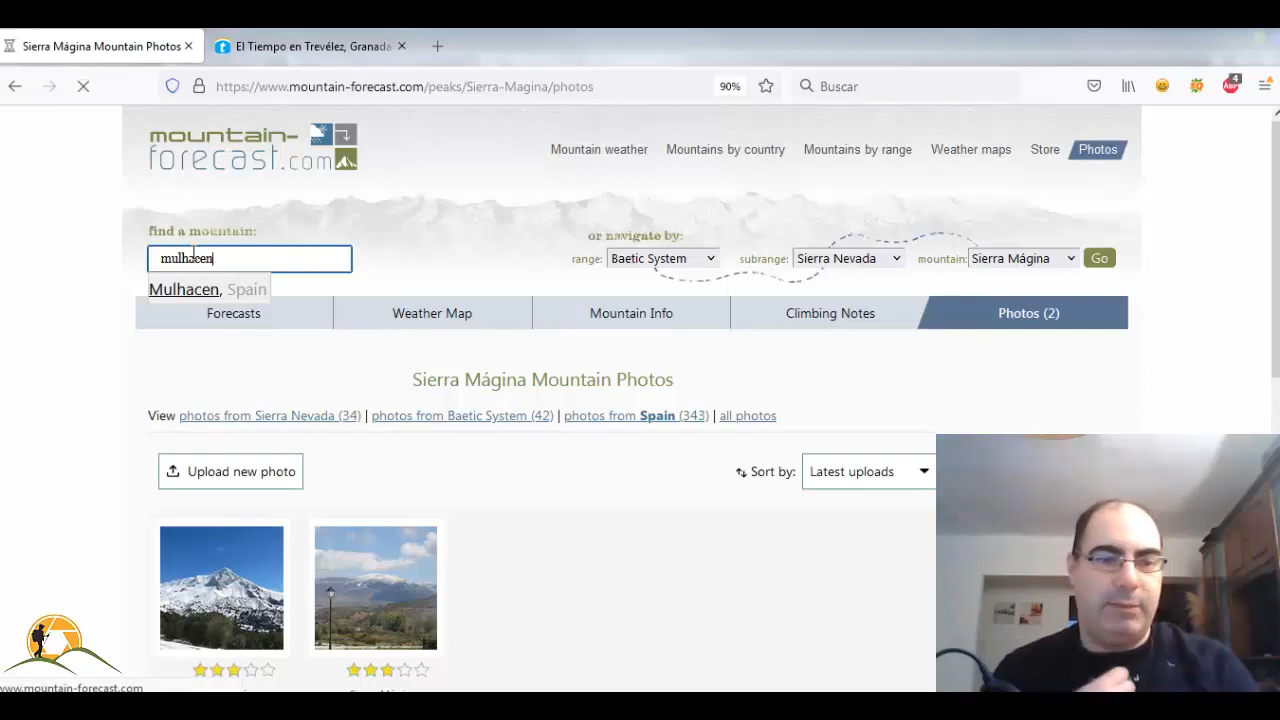 Sierra Mágina Mountain Photos
El Tiempo en Trevélez, Granada
https://www.mountain-forecast.com/peaks/Sierra-Magina/photos
90%
Buscar
4
ABP
mountain-
forecast.com
Mountain weather
Mountains by country
Mountains by range
Weather maps
Store
Photos
find a mountain:
or navigate by:
mulhacen
range: Baetic System
subrange: Sierra Nevada
mountain: Sierra Mágina
Go
Mulhacen, Spain
Forecasts
Weather Map
Mountain Info
Climbing Notes
Photos (2)
Sierra Mágina Mountain Photos
View photos from Sierra Nevada (34) | photos from Baetic System (42) | photos from Spain (343) | all photos
Upload new photo
Sort by: Latest uploads
www.mountain-forecast.com